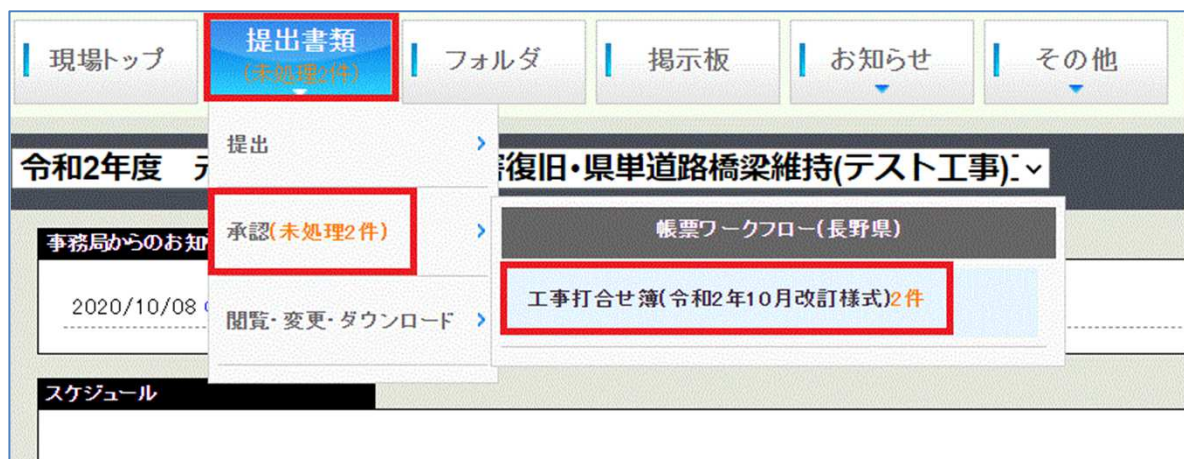 現場トップ
提出書類
(未処理2件)
フォルダ
掲示板
お知らせ
その他
提出
令和2年度
復旧・県単道路橋梁維持(テスト工事)
承認(未処理2件)
帳票ワークフロー(長野県)
事務局からのお知
工事打合せ簿(令和2年10月改訂様式)2件
2020/10/08
閲覧・変更・ダウンロード
スケジュール